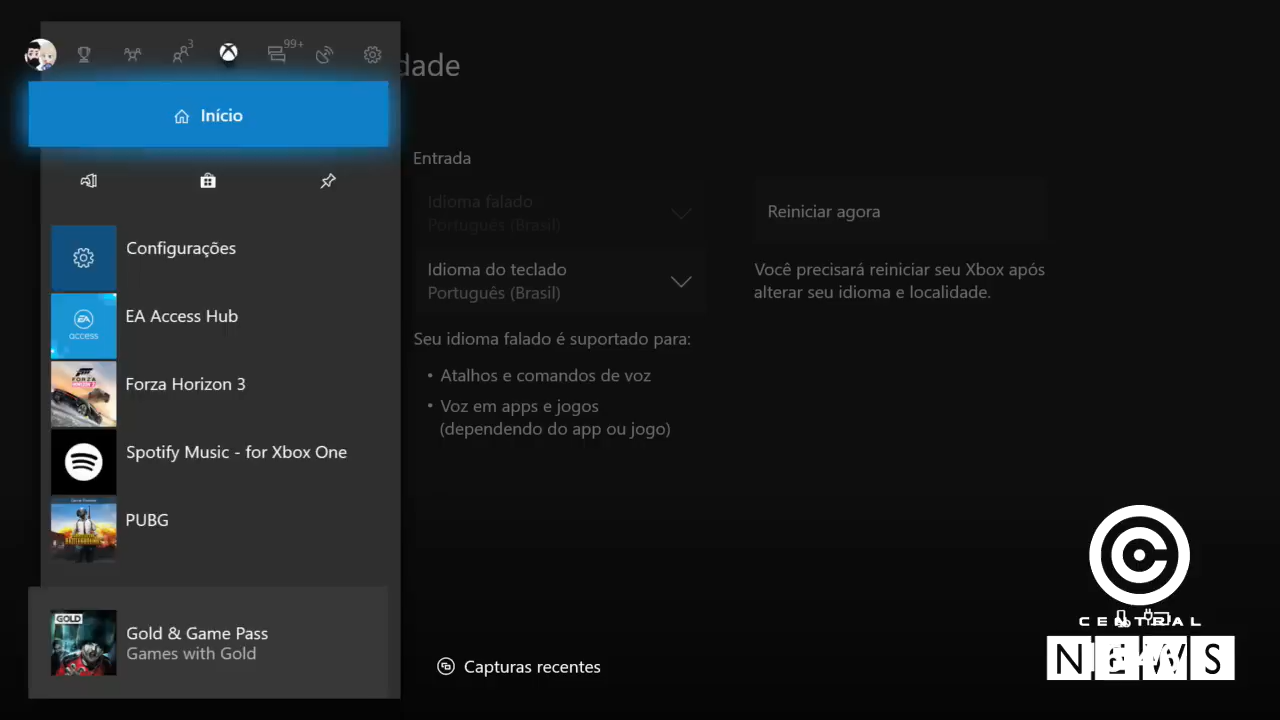 3
99+
dade
Início
Entrada
Idioma falado
Português (Brasil)
Reiniciar agora
Configurações
Idioma do teclado
Português (Brasil)
Você precisará reiniciar seu Xbox após
alterar seu idioma e localidade.
EA
access
EA Access Hub
Seu idioma falado é suportado para:
• Atalhos e comandos de voz
• Voz em apps e jogos
(dependendo do app ou jogo)
FORZA
Forza Horizon 3
Spotify Music - for Xbox One
PUBG
GOLD
Gold & Game Pass
Games with Gold
Capturas recentes
CENTRAL
NEWS